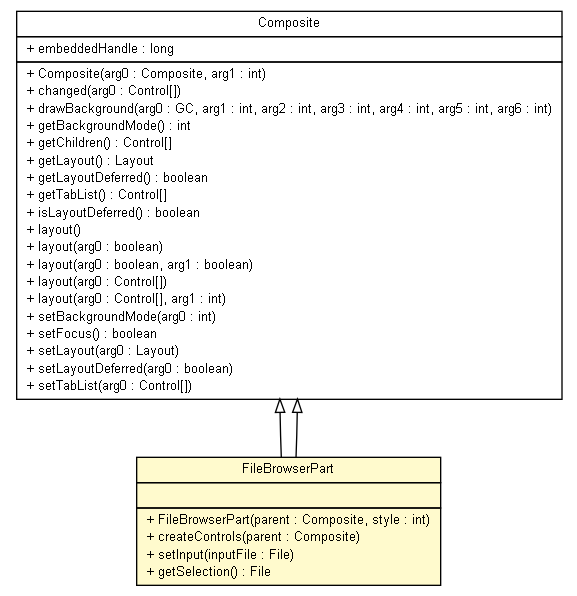 Composite
+ embeddedHandle : long
+ Composite(arg0 : Composite, arg1 : int)
+ changed(arg0 : Control[])
+ drawBackground(arg0 : GC, arg1 : int, arg2 : int, arg3 : int, arg4 : int, arg5 : int, arg6 : int)
+ getBackgroundMode() : int
+ getChildren() : Control[]
+ getLayout() : Layout
+ getLayoutDeferred() : boolean
+ getTabList() : Control[]
+ isLayoutDeferred() : boolean
+ layout()
+ layout(arg0 : boolean)
+ layout(arg0 : boolean, arg1 : boolean)
+ layout(arg0 : Control[])
+ layout(arg0 : Control[], arg1 : int)
+ setBackgroundMode(arg0 : int)
+ setFocus() : boolean
+ setLayout(arg0 : Layout)
+ setLayoutDeferred(arg0 : boolean)
+ setTabList(arg0 : Control[])
FileBrowserPart
+ FileBrowserPart(parent : Composite, style : int)
+ createControls(parent : Composite)
+ setInput(inputFile : File)
+ getSelection() : File